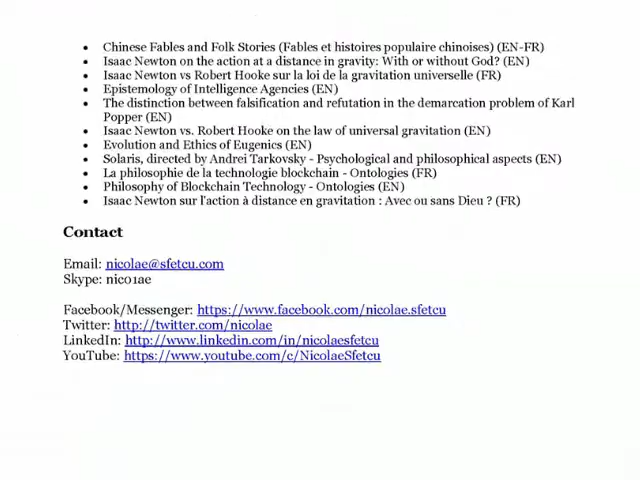 • Chinese Fables and Folk Stories (Fables et histoires populaire chinoises) (EN-FR)
• Isaac Newton on the action at a distance in gravity: With or without God? (EN)
• Isaac Newton vs Robert Hooke sur la loi de la gravitation universelle (FR)
• Epistemology of Intelligence Agencies (EN)
• The distinction between falsification and refutation in the demarcation problem of Karl
Popper (EN)
• Isaac Newton vs. Robert Hooke on the law of universal gravitation (EN)
• Evolution and Ethics of Eugenics (EN)
• Solaris, directed by Andrei Tarkovsky - Psychological and philosophical aspects (EN)
• La philosophie de la technologie blockchain - Ontologies (FR)
• Philosophy of Blockchain Technology - Ontologies (EN)
• Isaac Newton sur l'action à distance en gravitation : Avec ou sans Dieu ? (FR)
Contact
Email: nicolae@sfetcu.com
Skype: nic01ae
Facebook/Messenger: https://www.facebook.com/nicolae.sfetcu
Twitter: http://twitter.com/nicolae
LinkedIn: http://www.linkedin.com/in/nicolaesfetcu
YouTube: https://www.youtube.com/c/NicolaeSfetcu